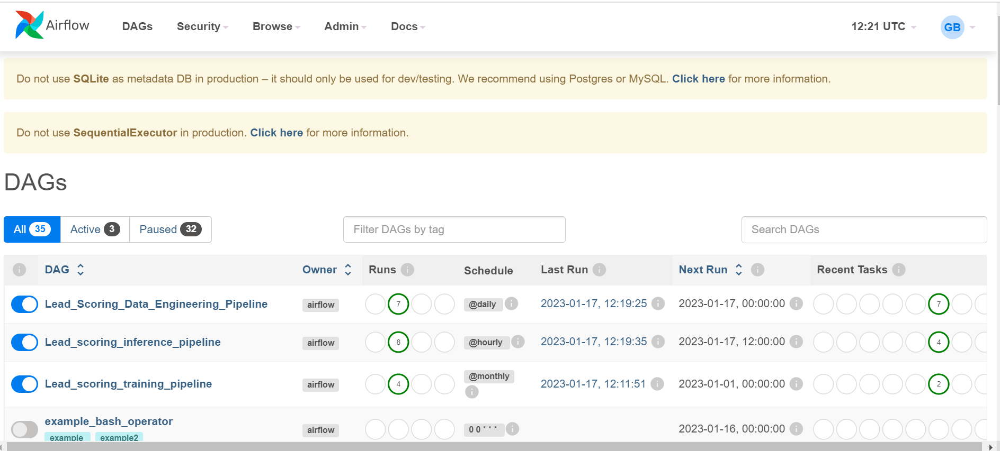 Airflow DAGs Security Browse Admin Docs 12:21 UTC GB
Do not use SQLite as metadata DB in production – it should only be used for dev/testing. We recommend using Postgres or MySQL. Click here for more information.
Do not use SequentialExecutor in production. Click here for more information.
DAGs
All 35 Active 3 Paused 32 Filter DAGs by tag Search DAGs
i DAG Owner Runs i Schedule Last Run i Next Run i Recent Tasks i
Lead_Scoring_Data_Engineering_Pipeline airflow 7 @daily i 2023-01-17, 12:19:25 i 2023-01-17, 00:00:00 i 7
Lead_scoring_inference_pipeline airflow 8 @hourly i 2023-01-17, 12:19:35 i 2023-01-17, 12:00:00 i 4
Lead_scoring_training_pipeline airflow 4 @monthly i 2023-01-17, 12:11:51 i 2023-01-01, 00:00:00 i 2
example_bash_operator airflow 0 0 * * * i 2023-01-16, 00:00:00 i
example example2